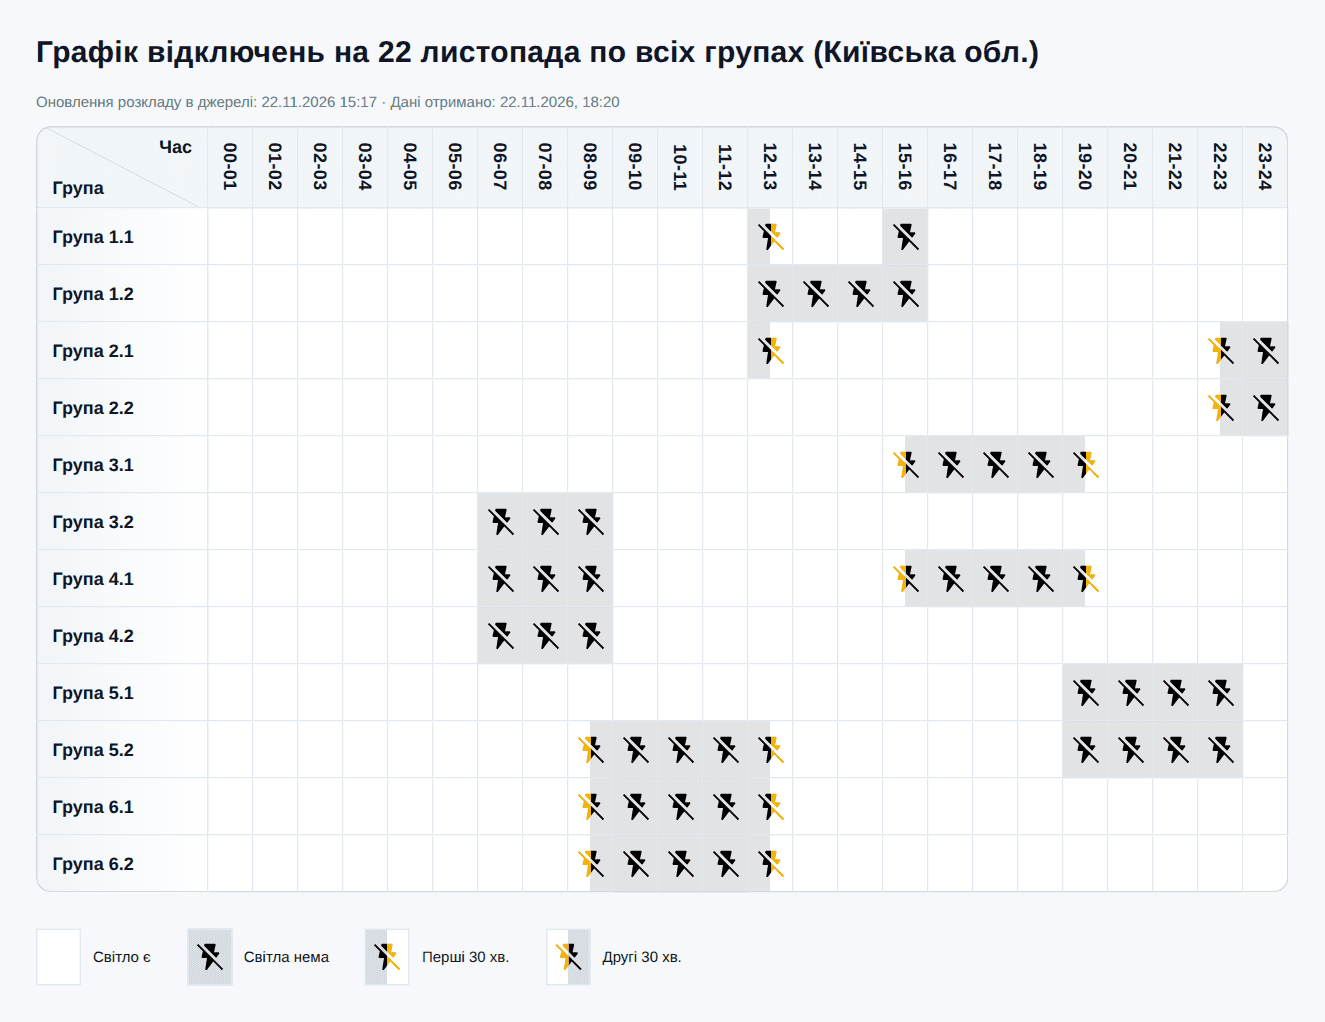 Графік відключень на 22 листопада по всіх групах (Київська обл.)
Оновлення розкладу в джерелі: 22.11.2026 15:17 · Дані отримано: 22.11.2026, 18:20
Час
Група
00-01 01-02 02-03 03-04 04-05 05-06 06-07 07-08 08-09 09-10 10-11 11-12 12-13 13-14 14-15 15-16 16-17 17-18 18-19 19-20 20-21 21-22 22-23 23-24
Група 1.1
Група 1.2
Група 2.1
Група 2.2
Група 3.1
Група 3.2
Група 4.1
Група 4.2
Група 5.1
Група 5.2
Група 6.1
Група 6.2
Світло є Світла нема Перші 30 хв. Другі 30 хв.